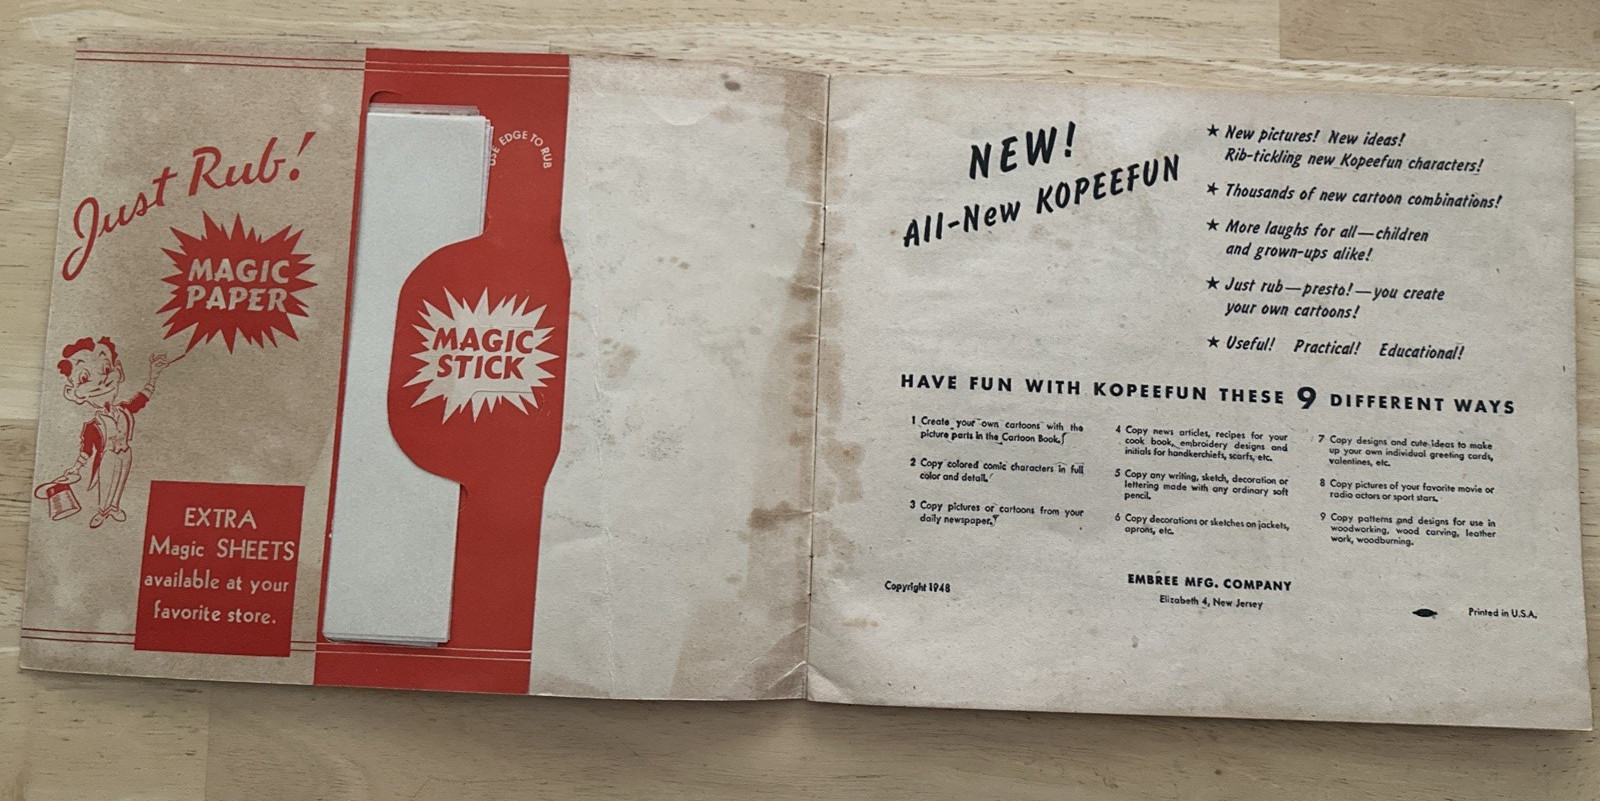 Just Rub!
MAGIC
PAPER
EXTRA
Magic SHEETS
available at your
favorite store.
USE EDGE TO RUB
MAGIC
STICK
NEW!
All-New KOPEEFUN
★ New pictures! New ideas!
Rib-tickling new Kopeefun characters!
★ Thousands of new cartoon combinations!
★ More laughs for all—children
and grown-ups alike!
★ Just rub—presto!—you create
your own cartoons!
★ Useful! Practical! Educational!
HAVE FUN WITH KOPEEFUN THESE 9 DIFFERENT WAYS
1 Create your own cartoons with the
picture parts in the Cartoon Book.
2 Copy colored comic characters in full
color and detail.
3 Copy pictures or cartoons from your
daily newspaper.
4 Copy news articles, recipes for your
cook book, embroidery designs and
initials for handkerchiefs, scarfs, etc.
5 Copy any writing, sketch, decoration or
lettering made with any ordinary soft
pencil.
6 Copy decorations or sketches on jackets,
aprons, etc.
7 Copy designs and cute ideas to make
up your own individual greeting cards,
valentines, etc.
8 Copy pictures of your favorite movie or
radio actors or sport stars.
9 Copy patterns and designs for use in
woodworking, wood carving, leather
work, woodburning.
Copyright 1948
EMBREE MFG. COMPANY
Elizabeth 4, New Jersey
Printed in U.S.A.